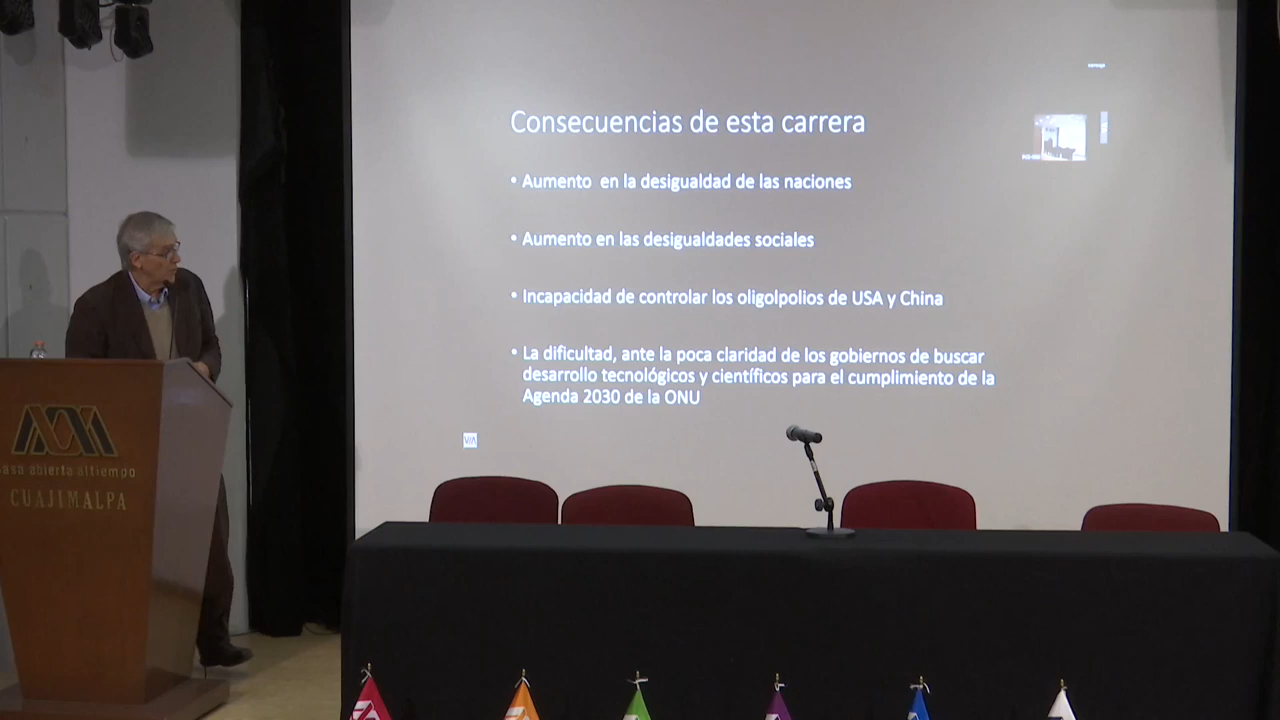 Consecuencias de esta carrera
• Aumento en la desigualdad de las naciones
• Aumento en las desigualdades sociales
• Incapacidad de controlar los oligolpolios de USA y China
• La dificultad, ante la poca claridad de los gobiernos de buscar
desarrollo tecnológicos y científicos para el cumplimiento de la
Agenda 2030 de la ONU
casa abierta al tiempo
CUAJIMALPA